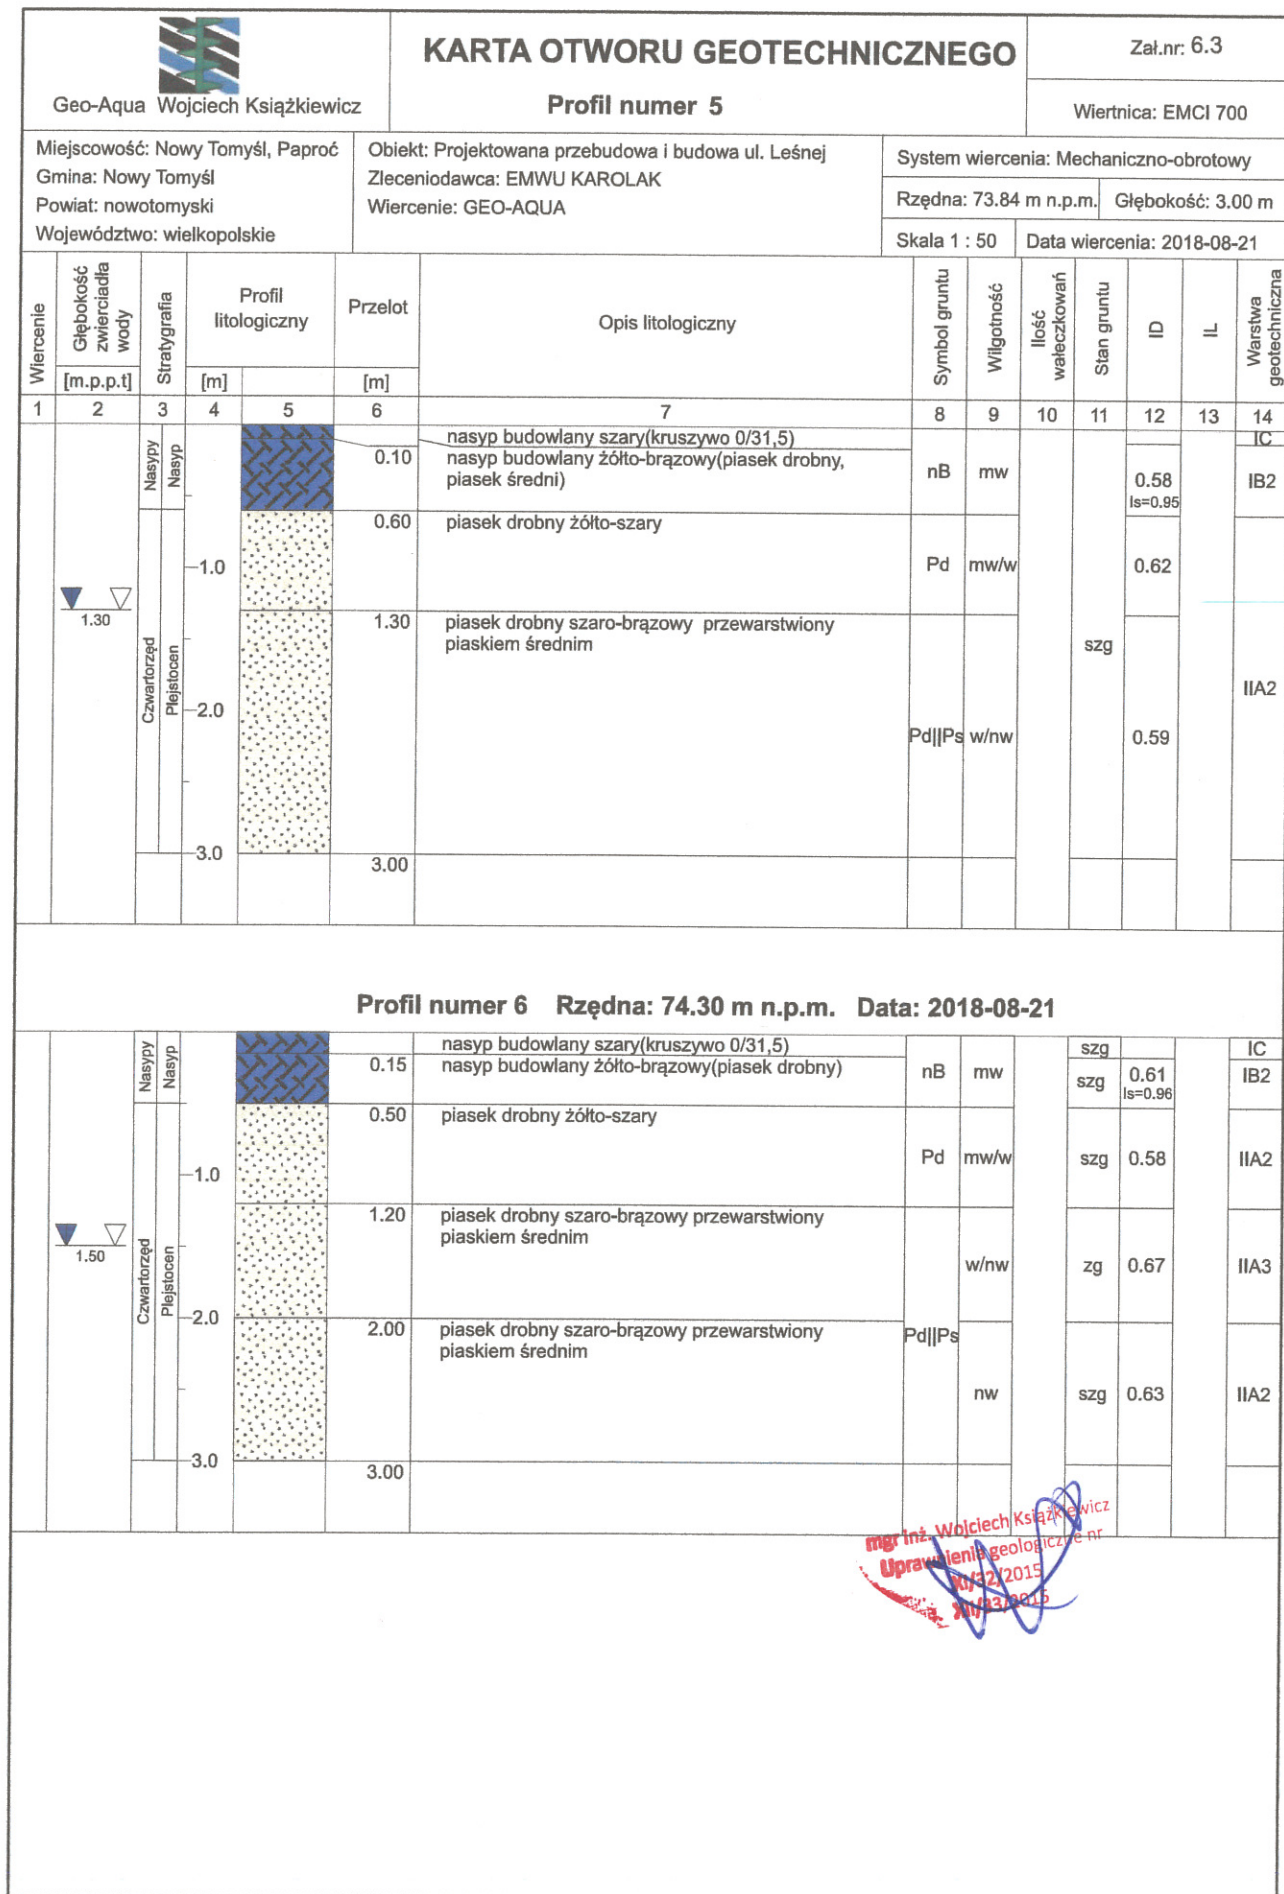 KARTA OTWORU GEOTECHNICZNEGO
Profil numer 5
Zał.nr: 6.3
Wiertnica: EMCI 700
Geo-Aqua Wojciech Książkiewicz
Miejscowość: Nowy Tomyśl, Paproć
Gmina: Nowy Tomyśl
Powiat: nowotomyski
Województwo: wielkopolskie
Obiekt: Projektowana przebudowa i budowa ul. Leśnej
Zleceniodawca: EMWU KAROLAK
Wiercenie: GEO-AQUA
System wiercenia: Mechaniczno-obrotowy
Rzędna: 73.84 m n.p.m. Głębokość: 3.00 m
Skala 1 : 50 Data wiercenia: 2018-08-21
Wiercenie
Głębokość zwierciadła wody
[m.p.p.t]
Stratygrafia
Profil litologiczny
[m]
Przelot
[m]
Opis litologiczny
Symbol gruntu
Wilgotność
Ilość wałeczkowań
Stan gruntu
ID
IL
Warstwa geotechniczna
1 2 3 4 5 6 7 8 9 10 11 12 13 14
Nasypy
Nasyp
nasyp budowlany szary(kruszywo 0/31,5)
IC
0.10 nasyp budowlany żółto-brązowy(piasek drobny,
piasek średni)
nB mw 0.58 IB2
Is=0.95
0.60 piasek drobny żółto-szary
1.0
Pd mw/w 0.62
1.30
1.30 piasek drobny szaro-brązowy przewarstwiony
piaskiem średnim
szg
Czwartorzęd
Plejstocen
IIA2
2.0
Pd||Ps w/nw 0.59
3.0
3.00
Profil numer 6 Rzędna: 74.30 m n.p.m. Data: 2018-08-21
Nasypy
Nasyp
nasyp budowlany szary(kruszywo 0/31,5)
szg IC
0.15 nasyp budowlany żółto-brązowy(piasek drobny)
nB mw szg 0.61 IB2
Is=0.96
0.50 piasek drobny żółto-szary
1.0
Pd mw/w szg 0.58 IIA2
1.20 piasek drobny szaro-brązowy przewarstwiony
piaskiem średnim
1.50
w/nw zg 0.67 IIA3
Czwartorzęd
Plejstocen
2.0
2.00 piasek drobny szaro-brązowy przewarstwiony
piaskiem średnim
Pd||Ps
nw szg 0.63 IIA2
3.0
3.00
mgr inż. Wojciech Książkiewicz
Uprawnienia geologiczne nr
XI/32/2015
XII/33/2015